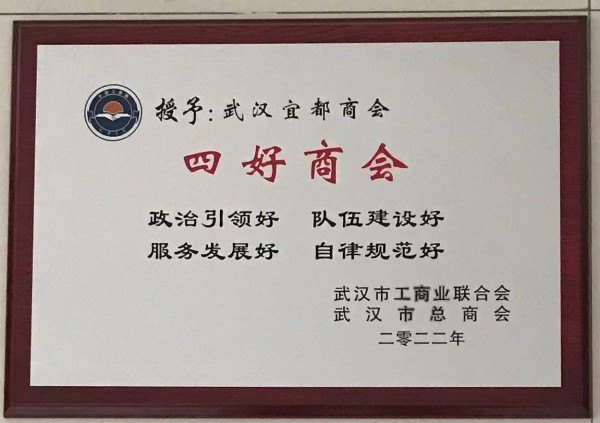 授予:武汉宜都商会
四好商会
政治引领好 队伍建设好
服务发展好 自律规范好
武汉市工商业联合会
武汉市总商会
二零二二年